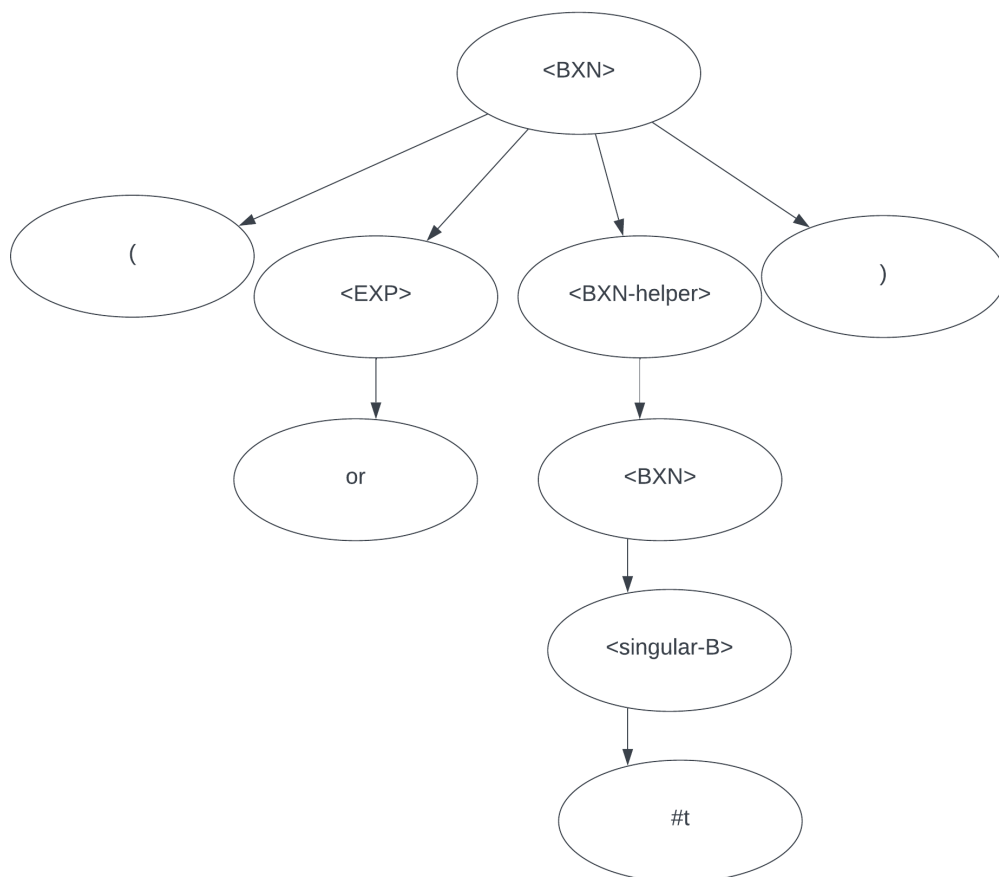 <BXN>
(
<EXP>
<BXN-helper>
)
or
<BXN>
<singular-B>
#t